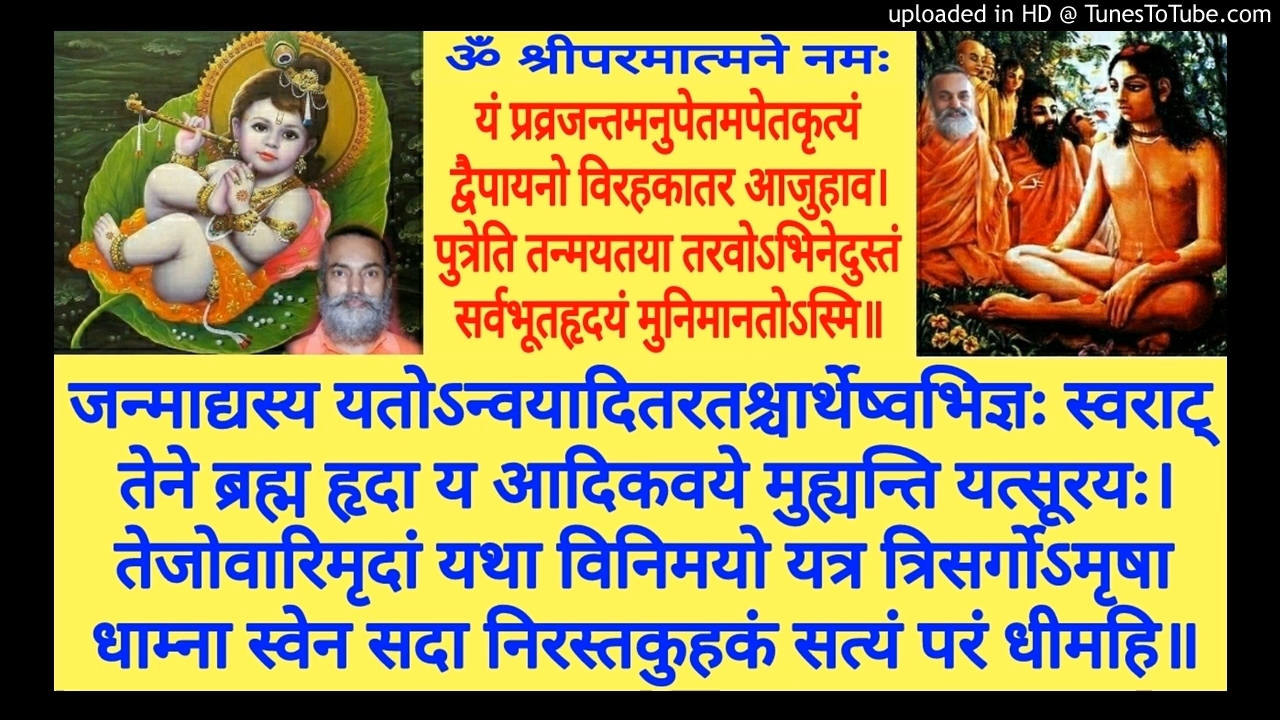 uploaded in HD @ TunesToTube.com
ॐ श्रीपरमात्मने नमः
यं प्रव्रजन्तमनुपेतमपेतकृत्यं
द्वैपायनो विरहकातर आजुहाव।
पुत्रेति तन्मयतया तरवोऽभिनेदुस्तं
सर्वभूतहृदयं मुनिमानतोऽस्मि॥
जन्माद्यस्य यतोऽन्वयादितरतश्चार्थेष्वभिज्ञः स्वराट्
तेने ब्रह्म हृदा य आदिकवये मुह्यन्ति यत्सूरयः।
तेजोवारिमृदां यथा विनिमयो यत्र त्रिसर्गोऽमृषा
धाम्ना स्वेन सदा निरस्तकुहकं सत्यं परं धीमहि॥